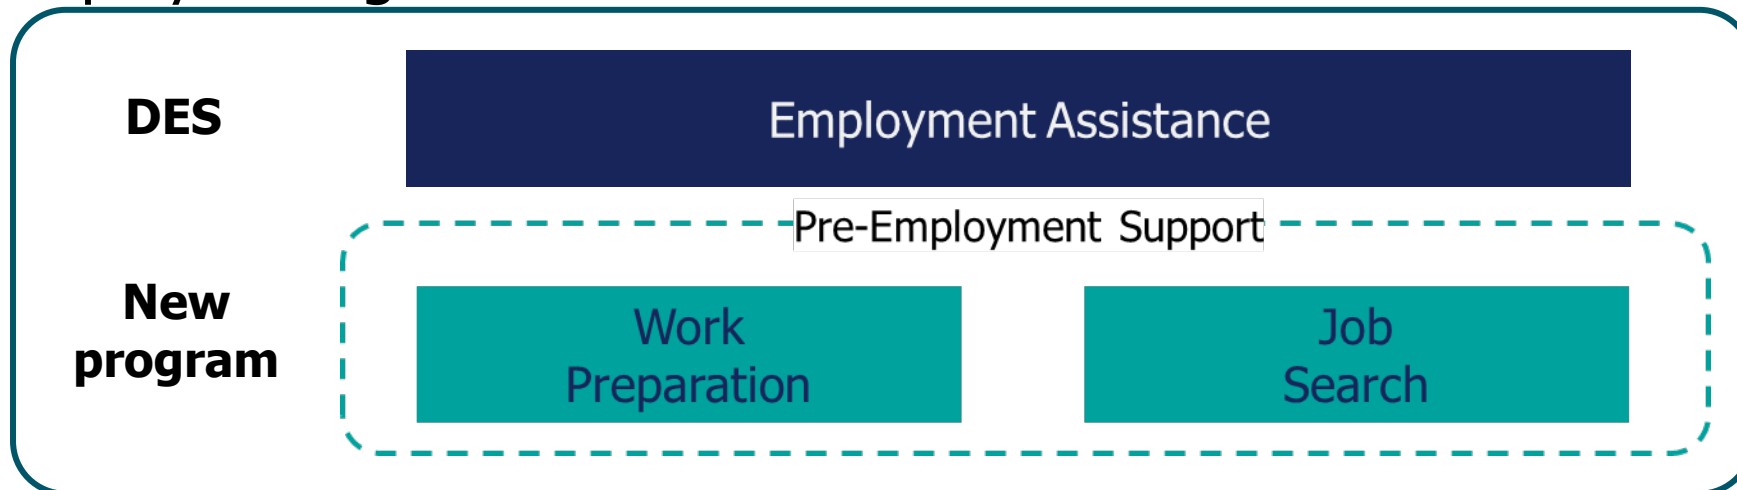 DES
Employment Assistance
Pre-Employment Support
New
program
Work
Preparation
Job
Search